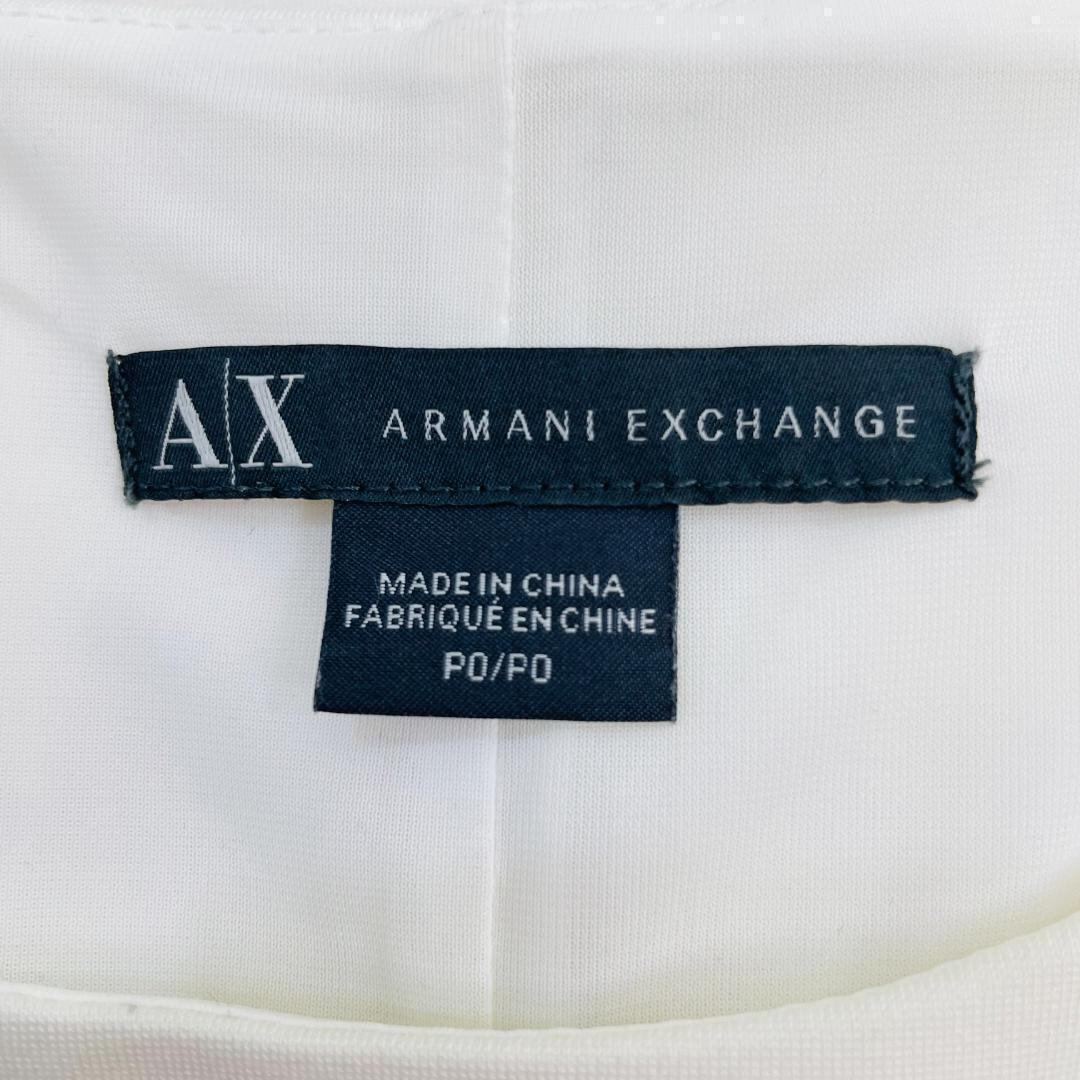 A|X ARMANI EXCHANGE
MADE IN CHINA
FABRIQUÉ EN CHINE
P0/P0